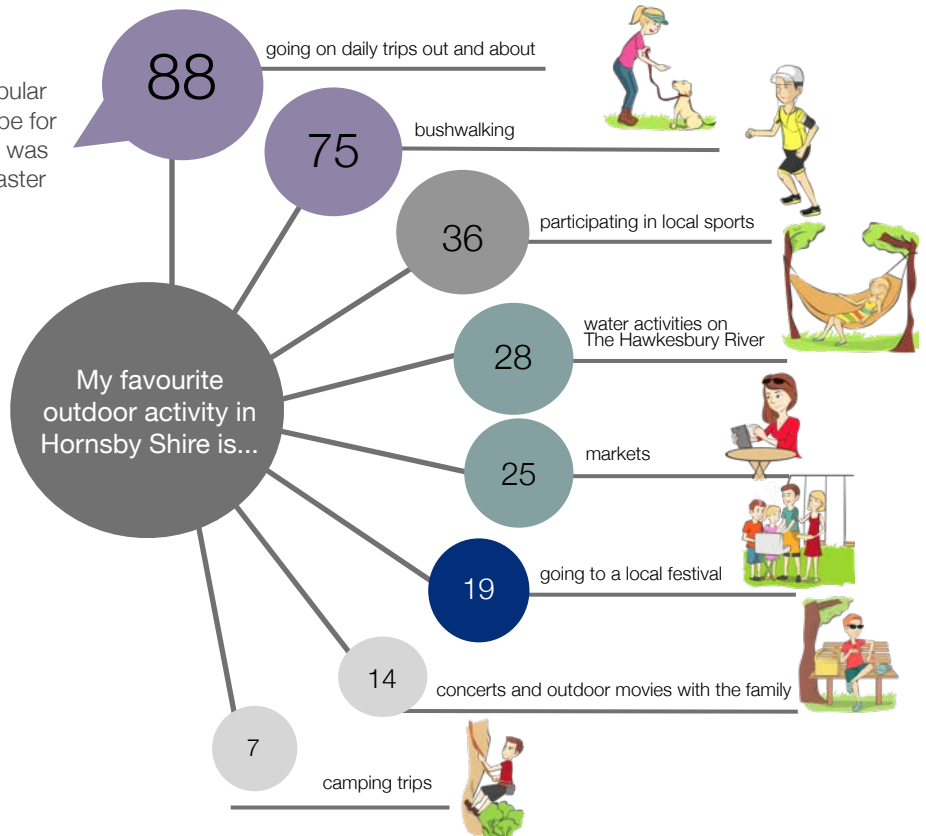 88
going on daily trips out and about
pular
be for
was
aster
75
bushwalking
36
participating in local sports
28
water activities on
The Hawkesbury River
My favourite
outdoor activity in
Hornsby Shire is...
25
markets
19
going to a local festival
14
concerts and outdoor movies with the family
7
camping trips